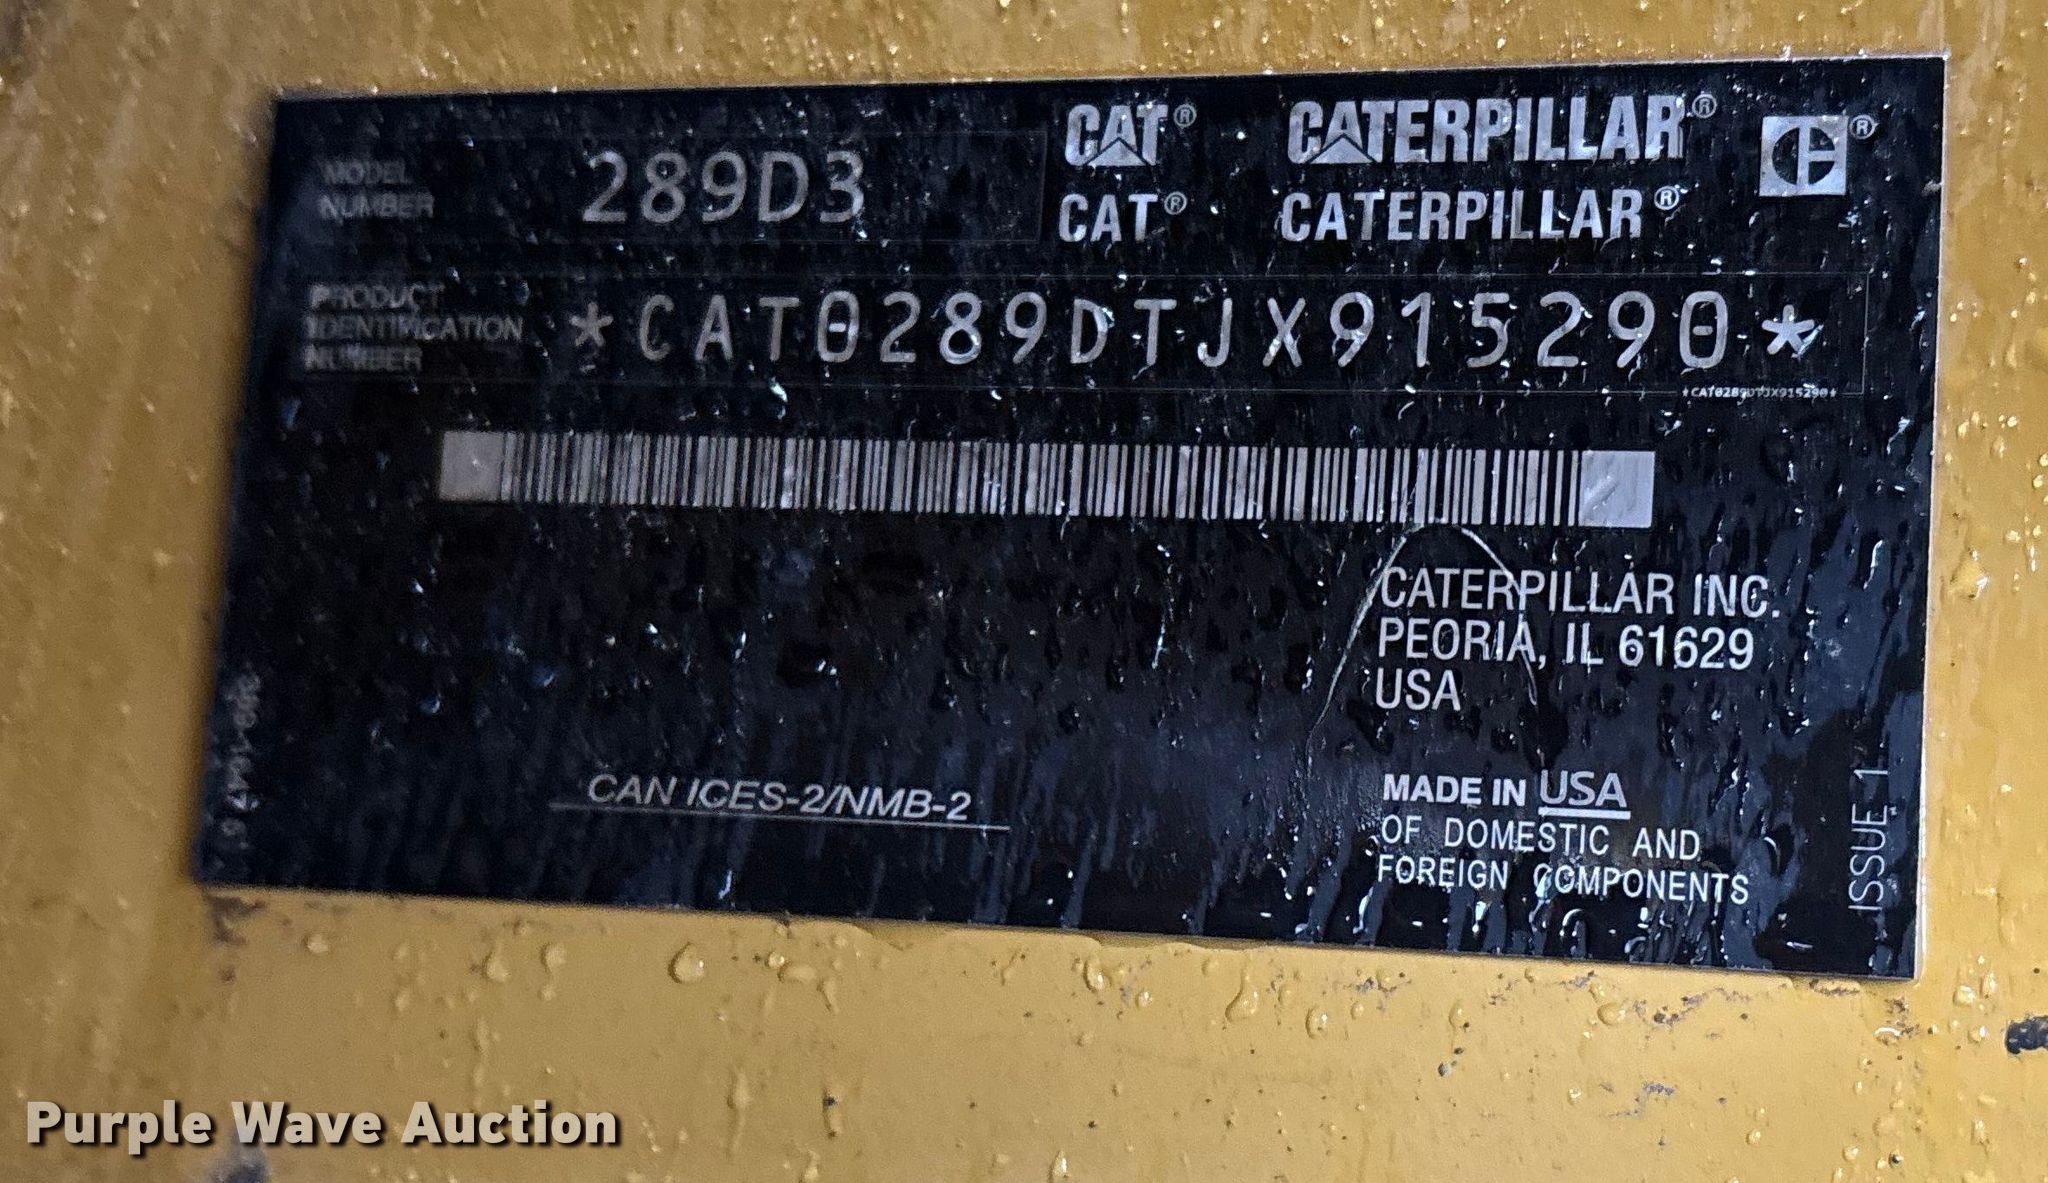 MODEL NUMBER 289D3
CAT® CATERPILLAR®
CAT® CATERPILLAR®
PRODUCT IDENTIFICATION NUMBER *CAT0289DTJX915290*
*CAT0289DTJX915290*
CATERPILLAR INC.
PEORIA, IL 61629
USA
CAN ICES-2/NMB-2
MADE IN USA
OF DOMESTIC AND
FOREIGN COMPONENTS
ISSUE 1
Purple Wave Auction